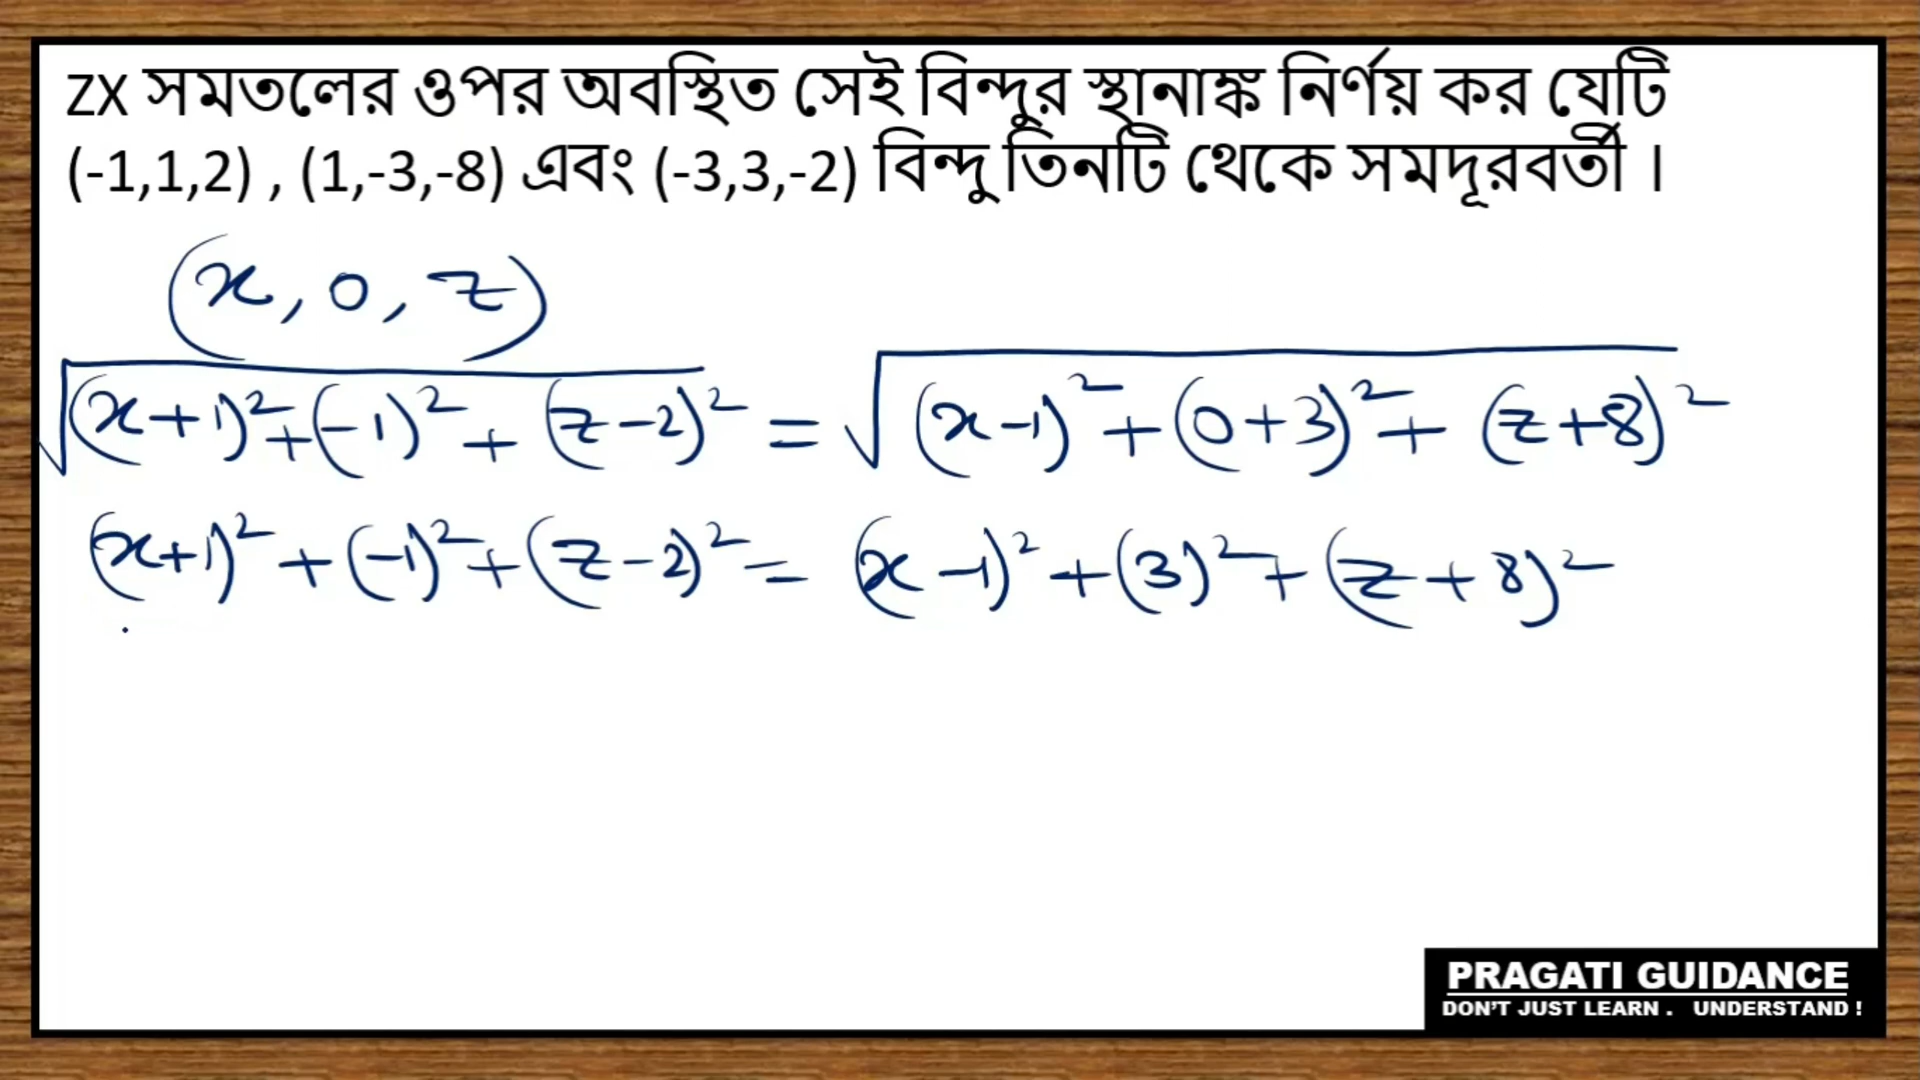 ZX সমতলের ওপর অবস্থিত সেই বিন্দুর স্থানাঙ্ক নির্ণয় কর যেটি
(-1,1,2) , (1,-3,-8) এবং (-3,3,-2) বিন্দু তিনটি থেকে সমদূরবর্তী ।
(x, 0, z)
√(x+1)²+(-1)²+(z-2)² = √(x-1)²+(0+3)²+(z+8)²
(x+1)²+(-1)²+(z-2)² = (x-1)²+(3)²+(z+8)²
PRAGATI GUIDANCE
DON'T JUST LEARN . UNDERSTAND !